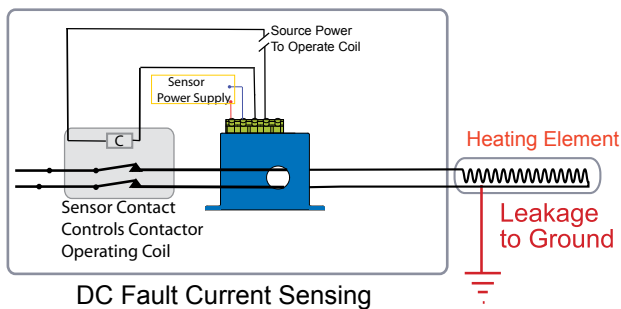 Source Power
To Operate Coil
Sensor
Power Supply
C
Heating Element
Sensor Contact
Controls Contactor
Operating Coil
Leakage
to Ground
DC Fault Current Sensing